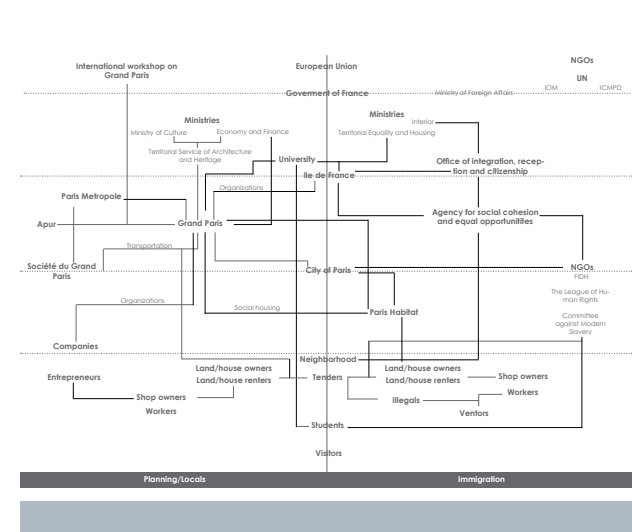 International workshop on
Grand Paris
European Union
NGOs
UN
Goverment of France
Ministry of Foreign Affairs
IOM
ICMPD
Ministries
Ministry of Culture
Economy and Finance
Territorial Service of Architecture
and Heritage
Ministries
Interior
Territorial Equality and Housing
University
Ile de France
Office of integration, recep-
tion and citizenship
Organizations
Paris Metropole
Apur
Grand Paris
Agency for social cohesion
and equal opportunitites
Transportation
Société du Grand
Paris
City of Paris
NGOs
FIDH
The League of Hu-
man Rights
Committee
against Modern
Slavery
Organizations
Social housing
Paris Habitat
Companies
Neighborhood
Entrepreneurs
Land/house owners
Land/house renters
Tenders
Land/house owners
Land/house renters
Shop owners
Shop owners
Workers
Illegals
Workers
Ventors
Students
Visitors
Planning/Locals
Immigration